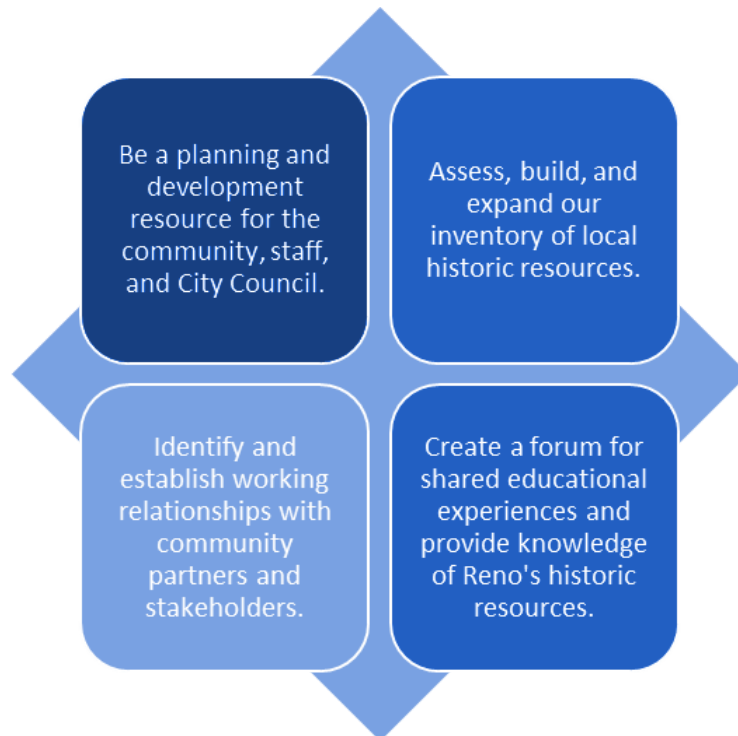 Be a planning and
development
resource for the
community, staff,
and City Council.
Assess, build, and
expand our
inventory of local
historic resources.
Identify and
establish working
relationships with
community
partners and
stakeholders.
Create a forum for
shared educational
experiences and
provide knowledge
of Reno's historic
resources.